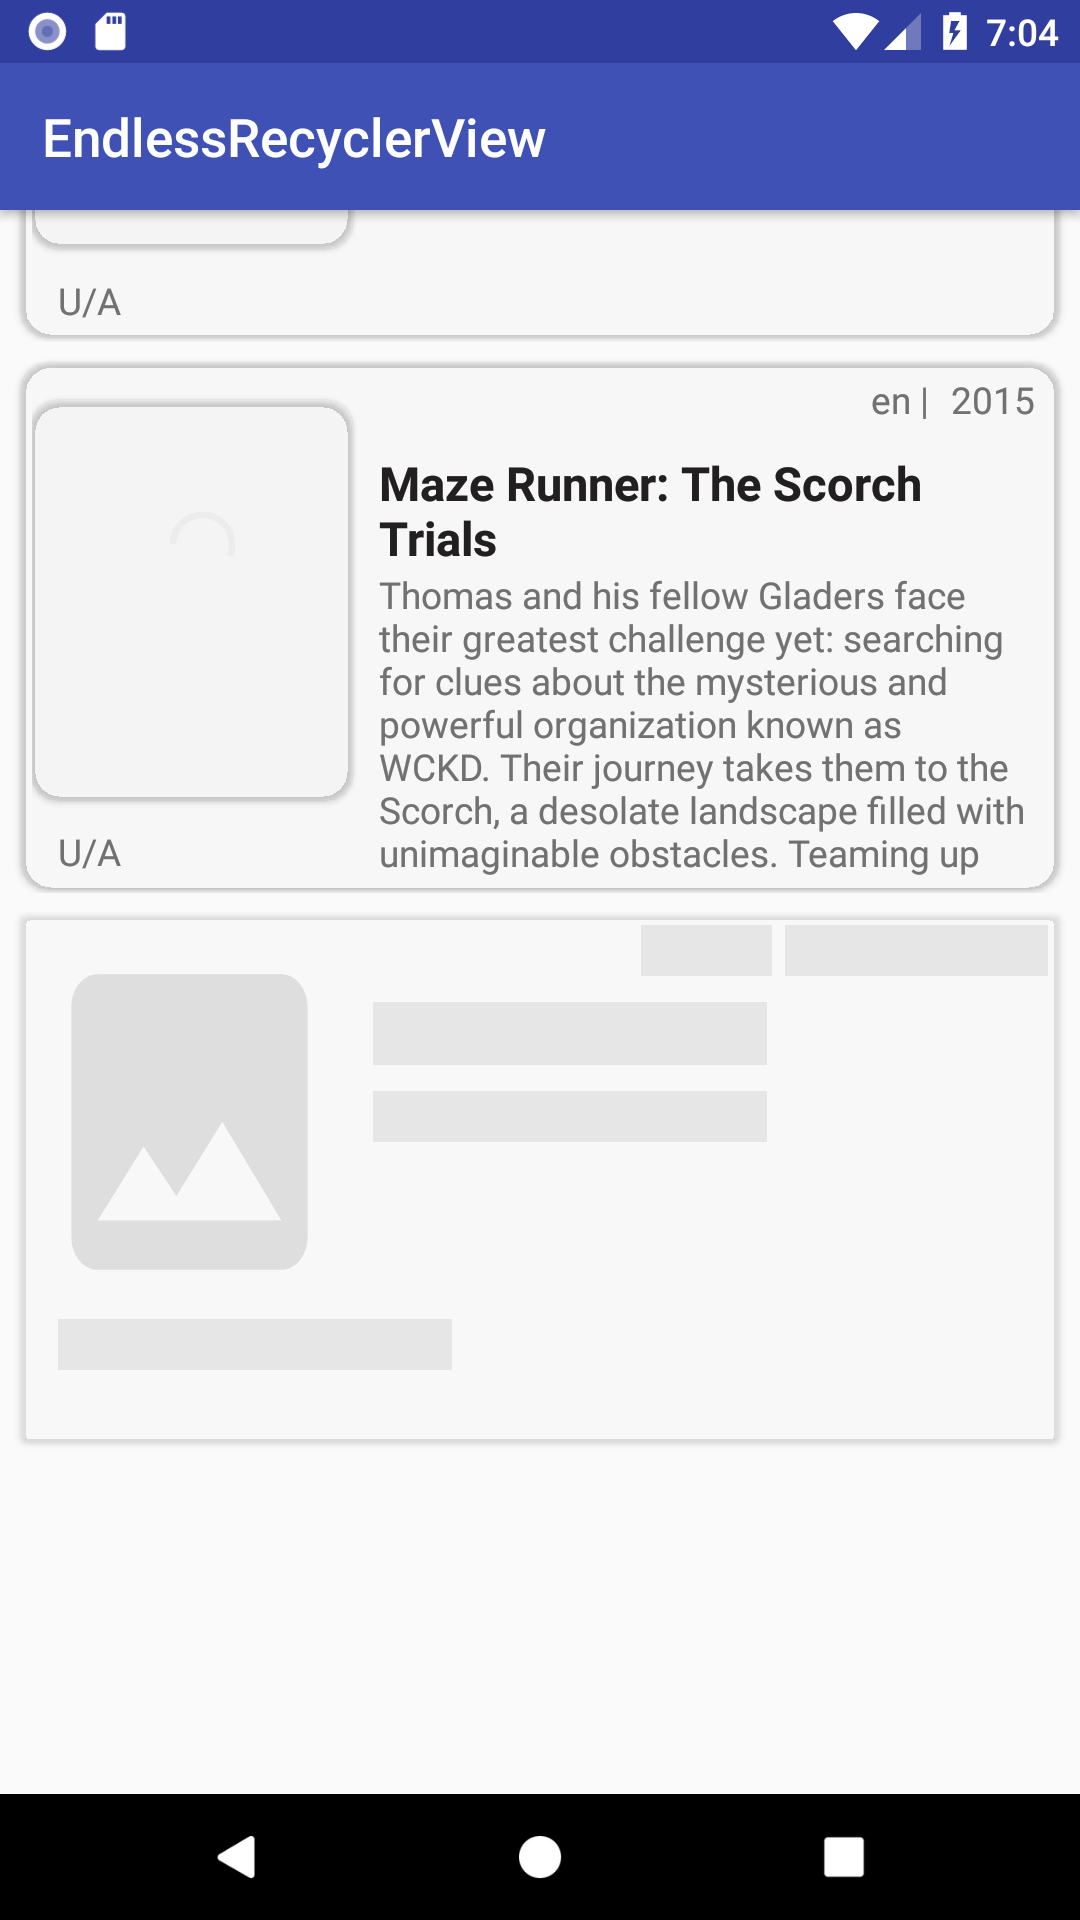 7:04
EndlessRecyclerView
U/A
en | 2015
Maze Runner: The Scorch
Trials
Thomas and his fellow Gladers face
their greatest challenge yet: searching
for clues about the mysterious and
powerful organization known as
WCKD. Their journey takes them to the
Scorch, a desolate landscape filled with
unimaginable obstacles. Teaming up
U/A